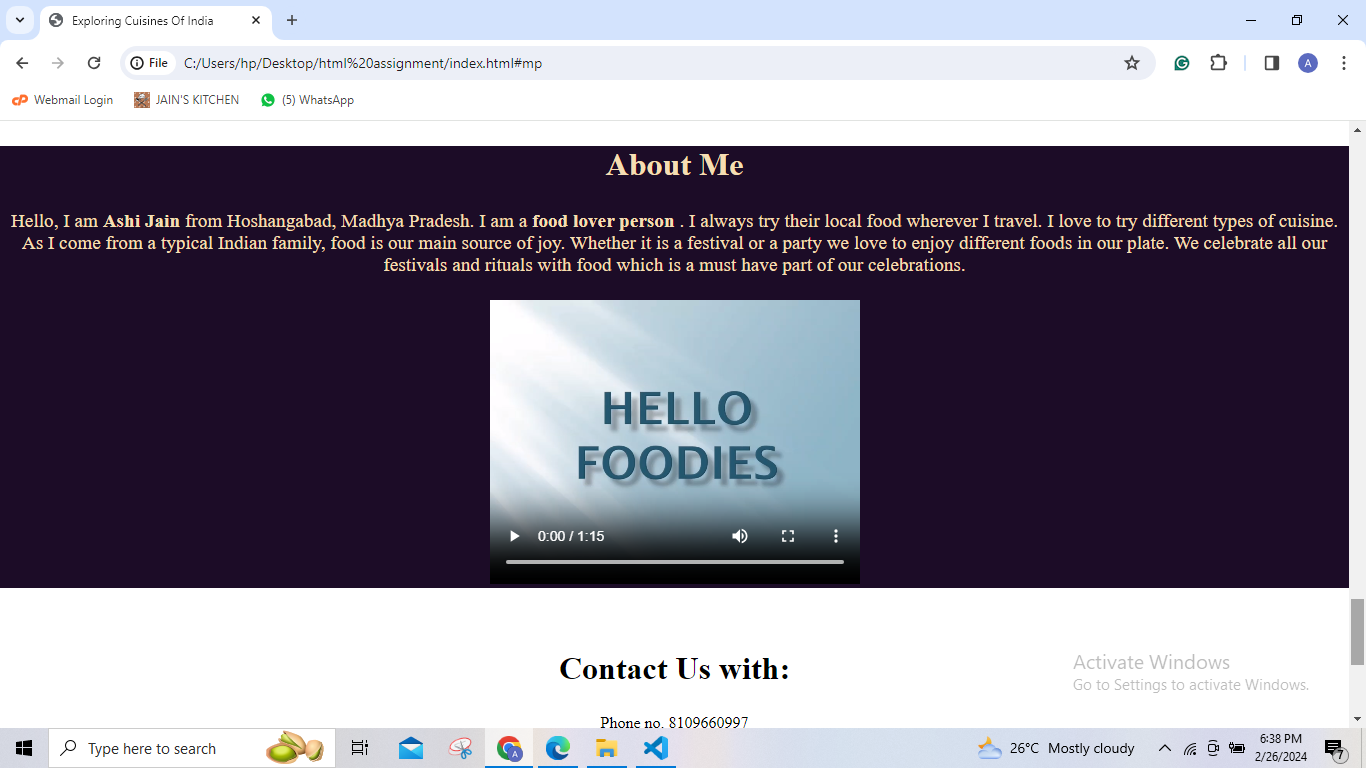 Exploring Cuisines Of India
File C:/Users/hp/Desktop/html%20assignment/index.html#mp A
Webmail Login JAIN'S KITCHEN (5) WhatsApp
About Me
Hello, I am Ashi Jain from Hoshangabad, Madhya Pradesh. I am a food lover person . I always try their local food wherever I travel. I love to try different types of cuisine.
As I come from a typical Indian family, food is our main source of joy. Whether it is a festival or a party we love to enjoy different foods in our plate. We celebrate all our
festivals and rituals with food which is a must have part of our celebrations.
HELLO
FOODIES
0:00 / 1:15
Contact Us with:
Activate Windows
Go to Settings to activate Windows.
Phone no. 8109660997
Type here to search
26°C Mostly cloudy
6:38 PM
2/26/2024
7